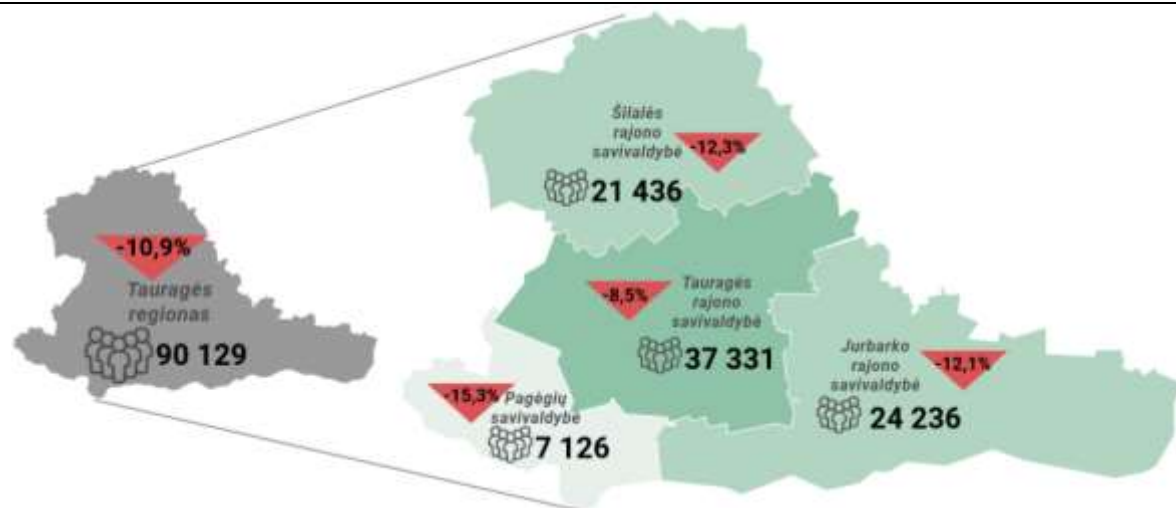 Šilalės
rajono
savivaldybė
-12,3%
21 436
-10,9%
Tauragės
regionas
90 129
-8,5%
Tauragės
rajono
savivaldybė
37 331
Jurbarko
rajono
savivaldybė
-12,1%
24 236
-15,3%
Pagėgių
savivaldybė
7 126